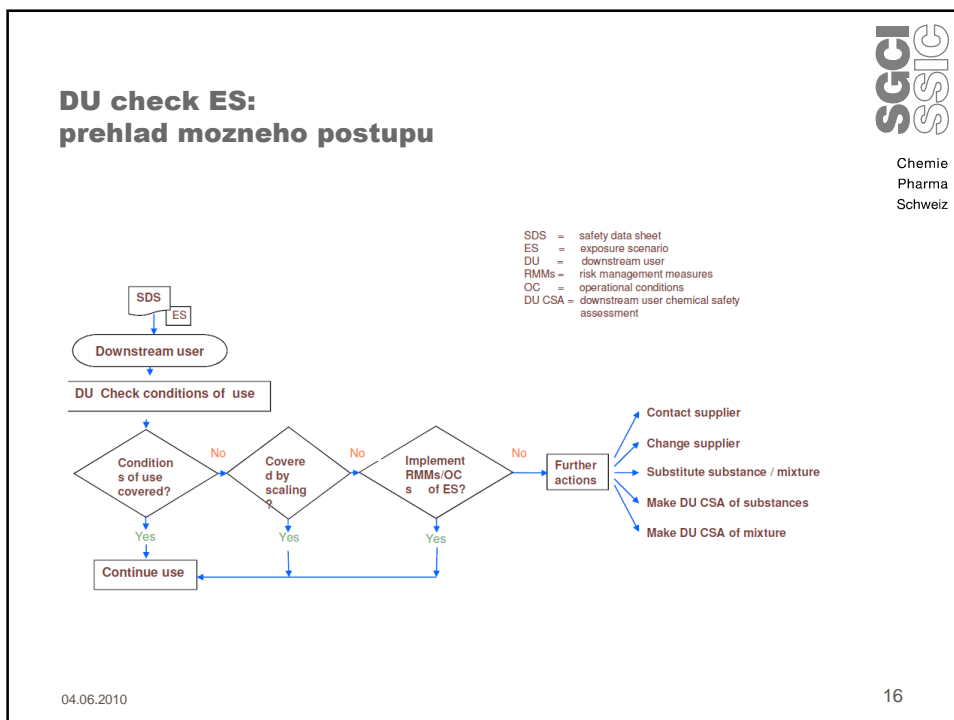 DU check ES:
prehlad mozneho postupu
SGCI
SSIC
Chemie
Pharma
Schweiz
SDS = safety data sheet
ES = exposure scenario
DU = downstream user
RMMs = risk management measures
OC = operational conditions
DU CSA = downstream user chemical safety
assessment
SDS
ES
Downstream user
DU Check conditions of use
Condition
s of use
covered?
No
Covere
d by
scaling
?
No
Implement
RMMs/OC
s of ES?
No
Further
actions
Contact supplier
Change supplier
Substitute substance / mixture
Make DU CSA of substances
Make DU CSA of mixture
Yes
Yes
Yes
Continue use
04.06.2010
16